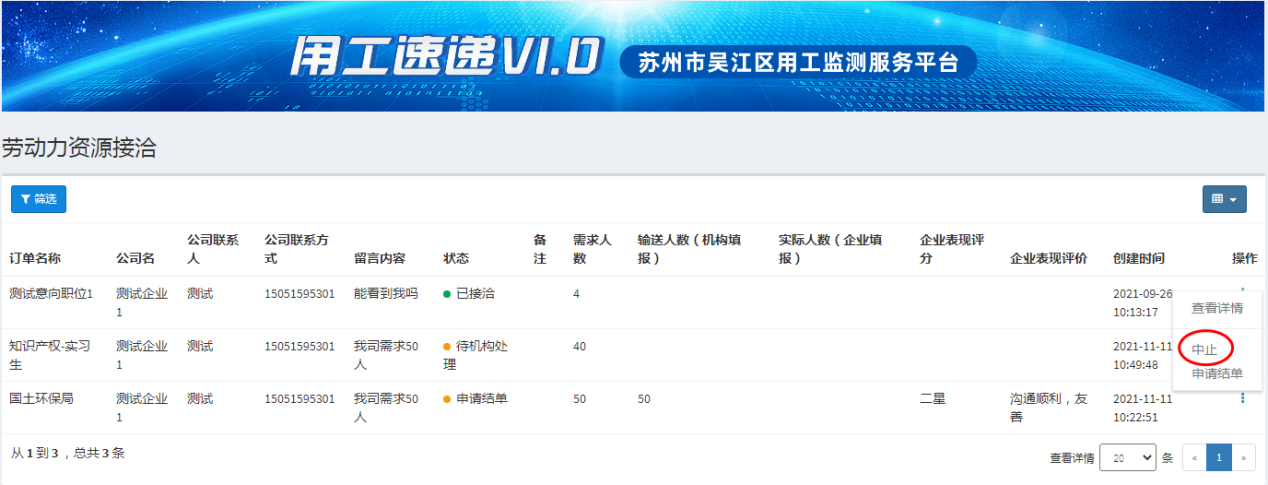 用工速递V1.0 苏州市吴江区用工监测服务平台
劳动力资源接洽
筛选
订单名称 公司名 公司联系人 公司联系方式 留言内容 状态 备注 需求人数 输送人数（机构填报） 实际人数（企业填报） 企业表现评分 企业表现评价 创建时间 操作
测试意向职位1 测试企业1 测试 15051595301 能看到我吗 已接洽 4 2021-09-26 10:13:17
查看详情
知识产权-实习生 测试企业1 测试 15051595301 我司需求50人 待机构处理 40 2021-11-11 10:49:48
中止
申请结单
国土环保局 测试企业1 测试 15051595301 我司需求50人 申请结单 50 50 二星 沟通顺利，友善 2021-11-11 10:22:51
从 1 到 3 ，总共 3 条
查看详情 20 条 « 1 »